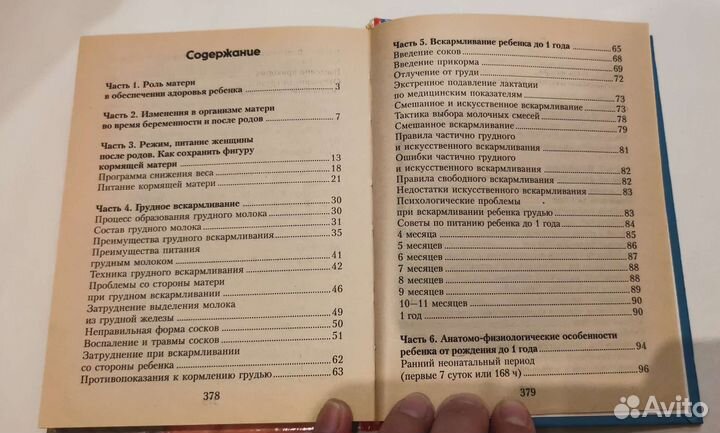 Содержание
Часть 1. Роль матери
в обеспечении здоровья ребенка 3
Часть 2. Изменения в организме матери
во время беременности и после родов 7
Часть 3. Режим, питание женщины
после родов. Как сохранить фигуру
кормящей матери 13
Программа снижения веса 18
Питание кормящей матери 21
Часть 4. Грудное вскармливание 30
Процесс образования грудного молока 30
Состав грудного молока 31
Преимущества грудного вскармливания 35
Преимущества питания
грудным молоком 41
Техника грудного вскармливания 42
Проблемы со стороны матери
при грудном вскармливании 46
Затруднение выделения молока
из грудной железы 49
Неправильная форма сосков 50
Воспаление и травмы сосков 51
Затруднение при вскармливании
со стороны ребенка 62
Противопоказания к кормлению грудью 63
378
Часть 5. Вскармливание ребенка до 1 года 65
Введение соков 68
Введение прикорма 69
Отлучение от груди 72
Экстренное подавление лактации
по медицинским показателям 73
Смешанное и искусственное вскармливание 73
Тактика выбора молочных смесей 78
Смешанное вскармливание 79
Правила частично грудного
и искусственного вскармливания 81
Ошибки частично грудного
и искусственного вскармливания 82
Правила свободного вскармливания 82
Недостатки искусственного вскармливания 83
Психологические проблемы
при вскармливании ребенка грудью 83
Советы по питанию ребенка до 1 года 84
4 месяца 85
5 месяцев 86
6 месяцев 87
7 месяцев 88
8 месяцев 88
9 месяцев 89
10—11 месяцев 90
1 год 90
Часть 6. Анатомо-физиологические особенности
ребенка от рождения до 1 года 94
Ранний неонатальный период
(первые 7 суток или 168 ч) 96
379
Avito